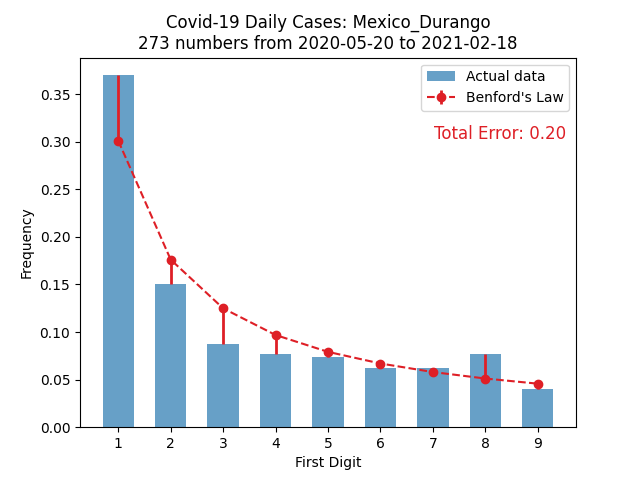 Covid-19 Daily Cases: Mexico_Durango
273 numbers from 2020-05-20 to 2021-02-18
Actual data
Benford's Law
Total Error: 0.20
Frequency
0.35
0.30
0.25
0.20
0.15
0.10
0.05
0.00
1 2 3 4 5 6 7 8 9
First Digit